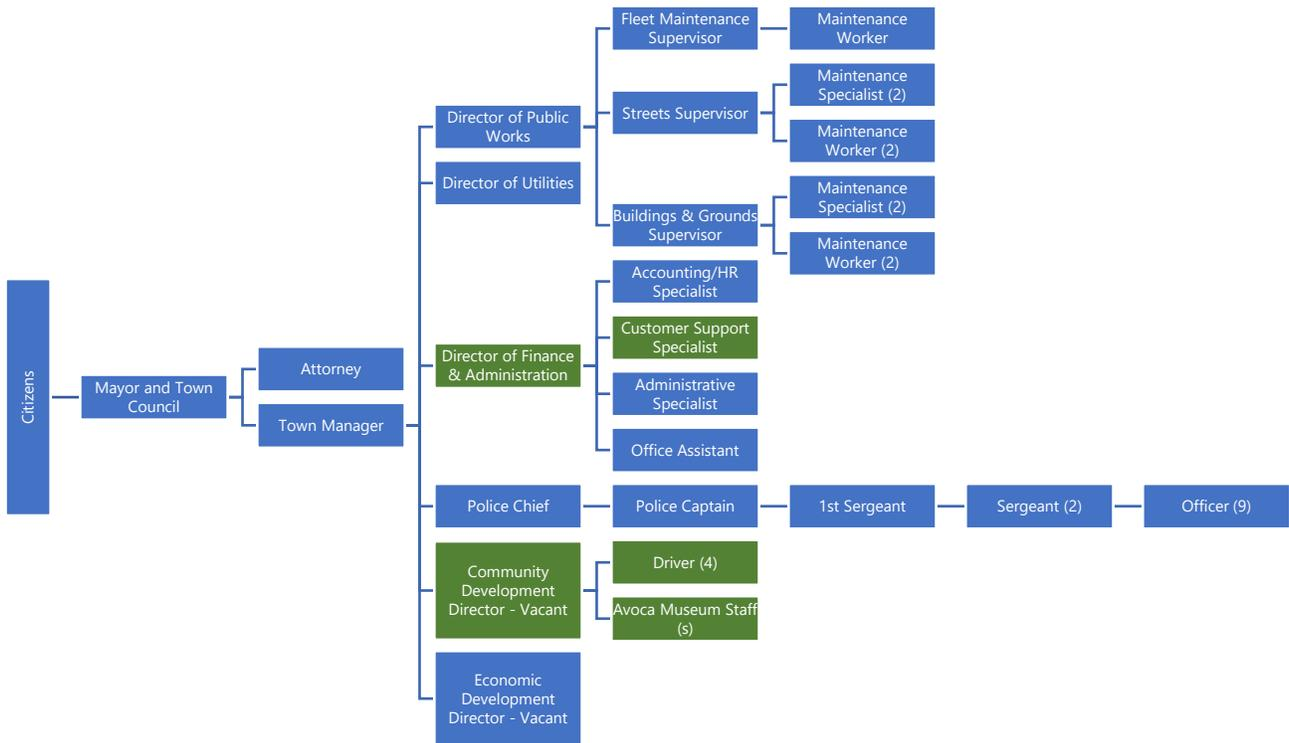 Citizens
Mayor and Town
Council
Attorney
Town Manager
Director of Public
Works
Fleet Maintenance
Supervisor
Maintenance
Worker
Streets Supervisor
Maintenance
Specialist (2)
Maintenance
Worker (2)
Buildings & Grounds
Supervisor
Maintenance
Specialist (2)
Maintenance
Worker (2)
Director of Utilities
Director of Finance
& Administration
Accounting/HR
Specialist
Customer Support
Specialist
Administrative
Specialist
Office Assistant
Police Chief
Police Captain
1st Sergeant
Sergeant (2)
Officer (9)
Community
Development
Director - Vacant
Driver (4)
Avoca Museum Staff
(s)
Economic
Development
Director - Vacant